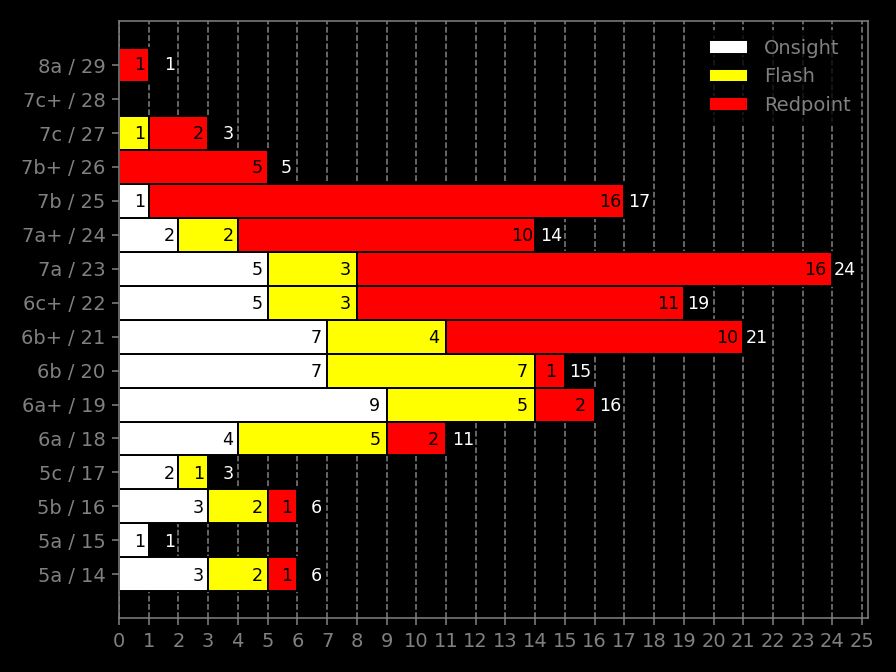 Onsight
Flash
Redpoint
8a / 29 1 1
7c+ / 28
7c / 27 1 2 3
7b+ / 26 5 5
7b / 25 1 16 17
7a+ / 24 2 2 10 14
7a / 23 5 3 16 24
6c+ / 22 5 3 11 19
6b+ / 21 7 4 10 21
6b / 20 7 7 1 15
6a+ / 19 9 5 2 16
6a / 18 4 5 2 11
5c / 17 2 1 3
5b / 16 3 2 1 6
5a / 15 1 1
5a / 14 3 2 1 6
0 1 2 3 4 5 6 7 8 9 10 11 12 13 14 15 16 17 18 19 20 21 22 23 24 25